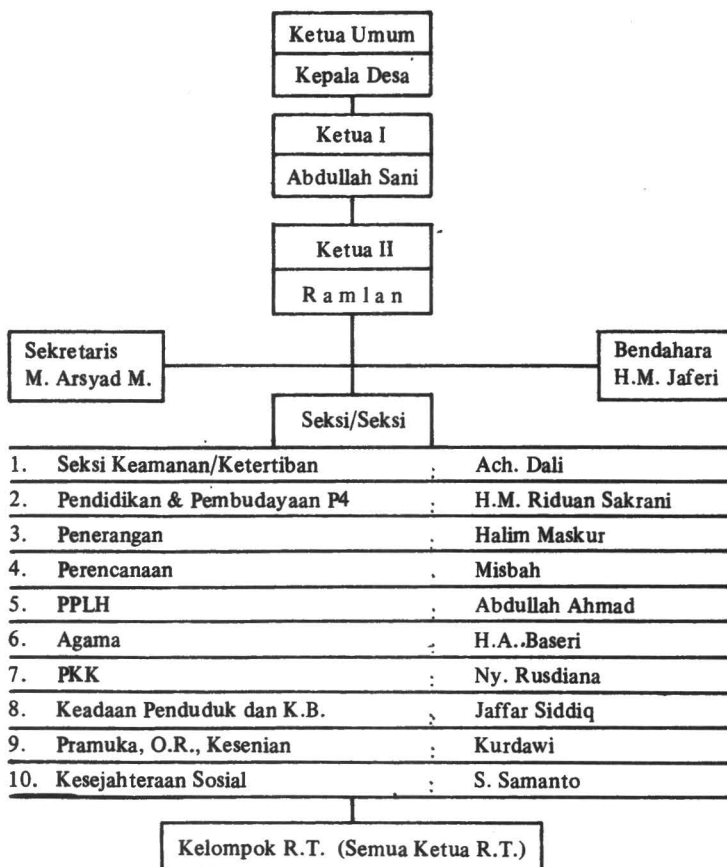 Ketua Umum
Kepala Desa
Ketua I
Abdullah Sani
Ketua II
R a m l a n
Sekretaris
M. Arsyad M.
Bendahara
H.M. Jaferi
Seksi/Seksi
1. Seksi Keamanan/Ketertiban : Ach. Dali
2. Pendidikan & Pembudayaan P4 : H.M. Riduan Sakrani
3. Penerangan : Halim Maskur
4. Perencanaan : Misbah
5. PPLH : Abdullah Ahmad
6. Agama : H.A..Baseri
7. PKK : Ny. Rusdiana
8. Keadaan Penduduk dan K.B. : Jaffar Siddiq
9. Pramuka, O.R., Kesenian : Kurdawi
10. Kesejahteraan Sosial : S. Samanto
Kelompok R.T. (Semua Ketua R.T.)